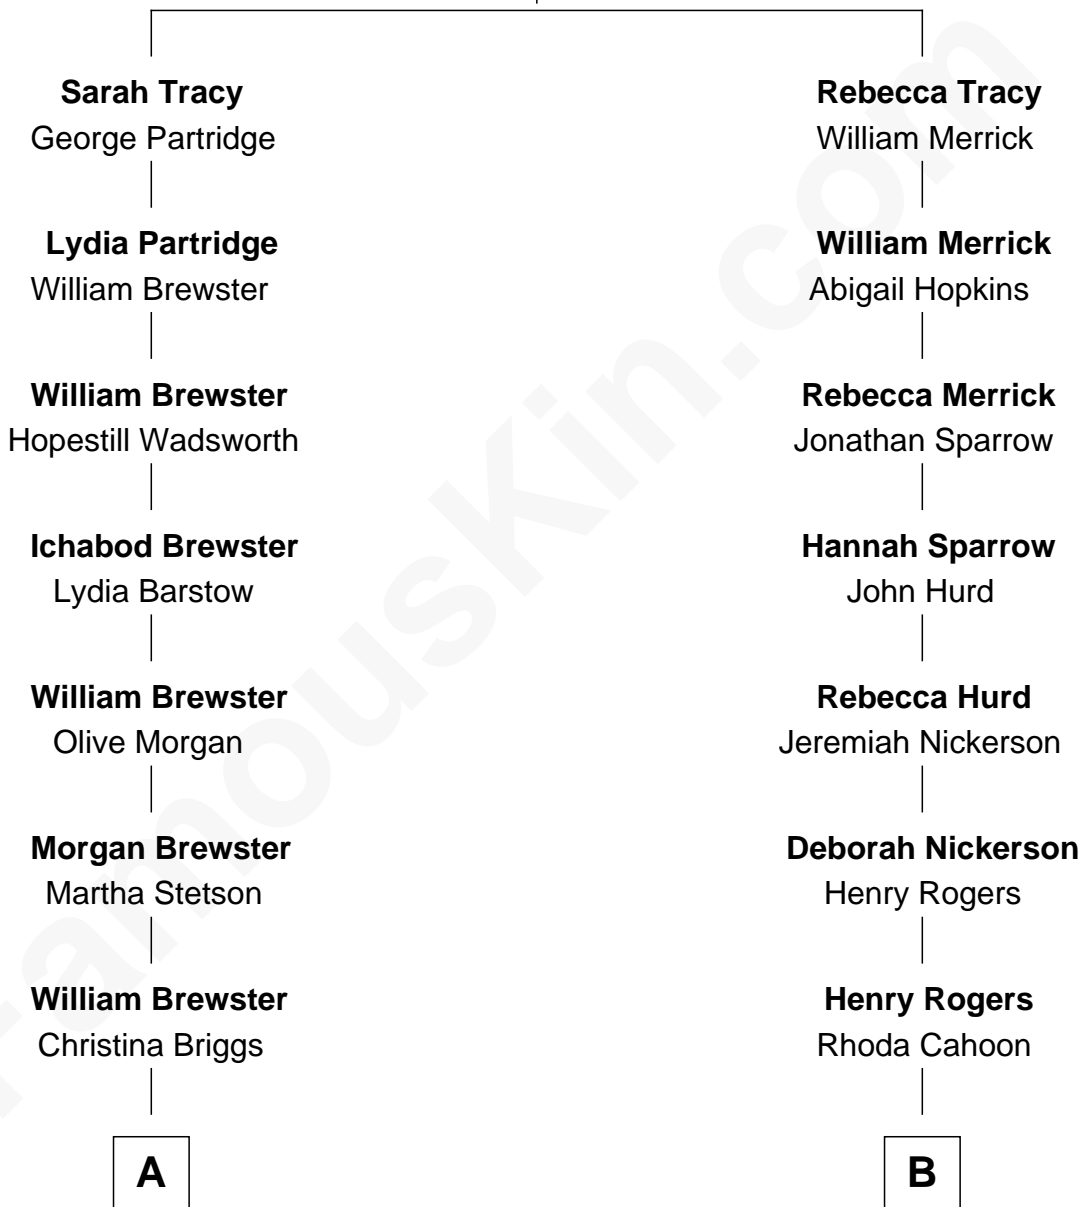 Sarah Tracy
George Partridge
Lydia Partridge
William Brewster
William Brewster
Hopestill Wadsworth
Ichabod Brewster
Lydia Barstow
William Brewster
Olive Morgan
Morgan Brewster
Martha Stetson
William Brewster
Christina Briggs
A
Rebecca Tracy
William Merrick
William Merrick
Abigail Hopkins
Rebecca Merrick
Jonathan Sparrow
Hannah Sparrow
John Hurd
Rebecca Hurd
Jeremiah Nickerson
Deborah Nickerson
Henry Rogers
Henry Rogers
Rhoda Cahoon
B
FamousKin.com